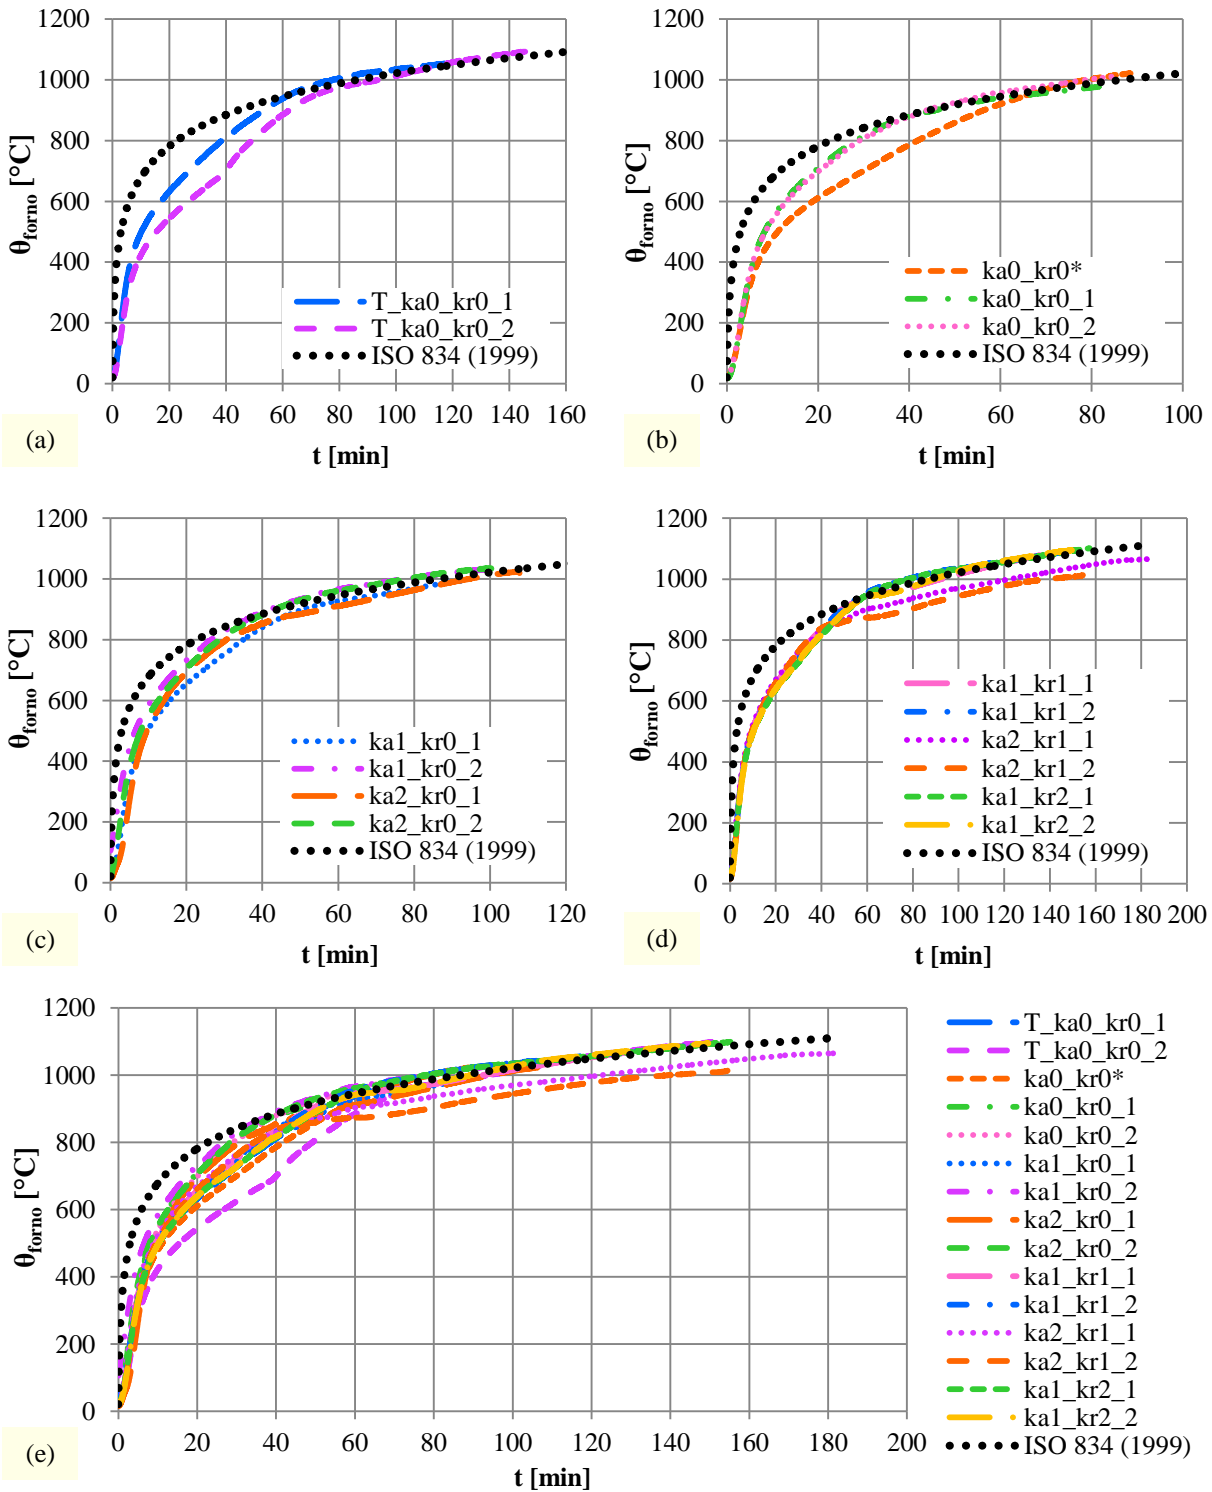 1200
1000
800
600
400
200
0
θforno [°C]
T_ka0_kr0_1
T_ka0_kr0_2
ISO 834 (1999)
0 20 40 60 80 100 120 140 160
t [min]
(a)
1200
1000
800
600
400
200
0
θforno [°C]
ka0_kr0*
ka0_kr0_1
ka0_kr0_2
ISO 834 (1999)
0 20 40 60 80 100
t [min]
(b)
1200
1000
800
600
400
200
0
θforno [°C]
ka1_kr0_1
ka1_kr0_2
ka2_kr0_1
ka2_kr0_2
ISO 834 (1999)
0 20 40 60 80 100 120
t [min]
(c)
1200
1000
800
600
400
200
0
θforno [°C]
ka1_kr1_1
ka1_kr1_2
ka2_kr1_1
ka2_kr1_2
ka1_kr2_1
ka1_kr2_2
ISO 834 (1999)
0 20 40 60 80 100 120 140 160 180 200
t [min]
(d)
1200
1000
800
600
400
200
0
θforno [°C]
0 20 40 60 80 100 120 140 160 180 200
t [min]
(e)
T_ka0_kr0_1
T_ka0_kr0_2
ka0_kr0*
ka0_kr0_1
ka0_kr0_2
ka1_kr0_1
ka1_kr0_2
ka2_kr0_1
ka2_kr0_2
ka1_kr1_1
ka1_kr1_2
ka2_kr1_1
ka2_kr1_2
ka1_kr2_1
ka1_kr2_2
ISO 834 (1999)